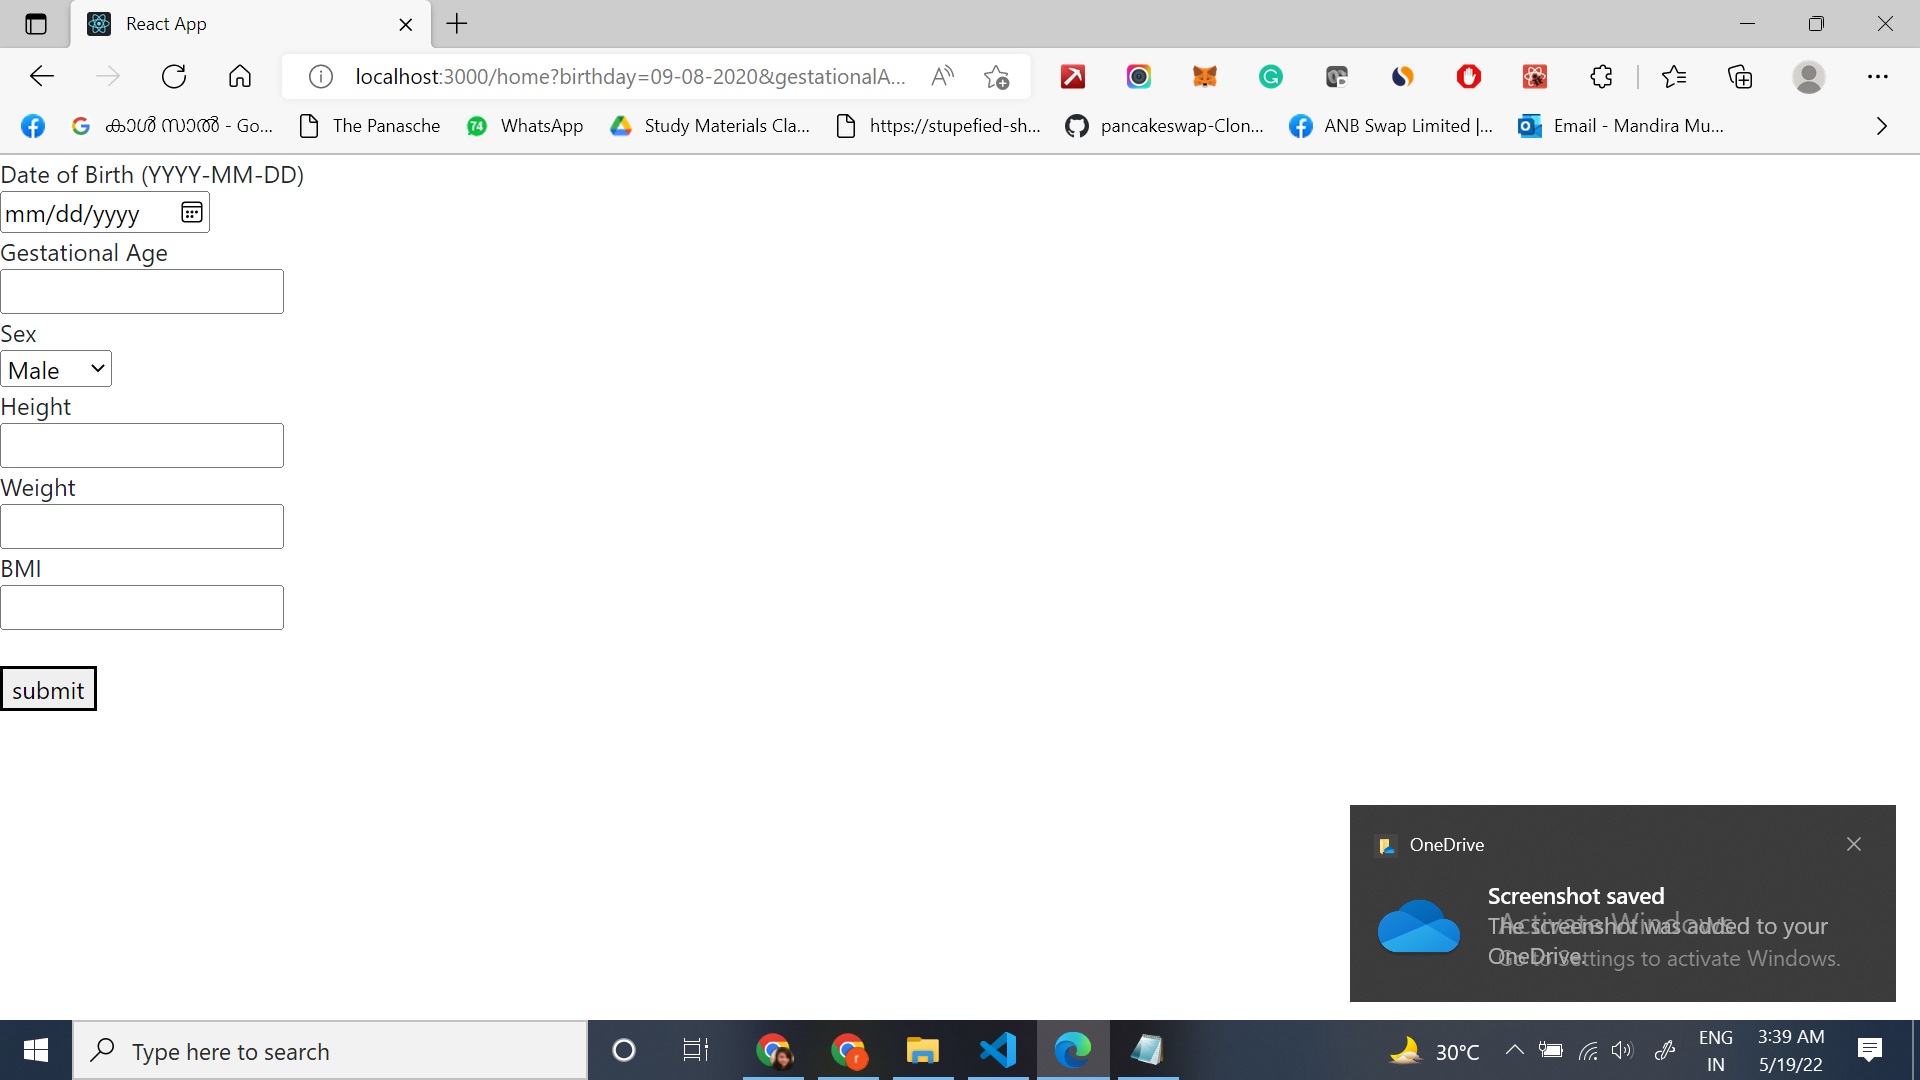 React App
localhost:3000/home?birthday=09-08-2020&gestationalA...
കാൾ സാൽ - Go...
The Panasche
74
WhatsApp
Study Materials Cla...
https://stupefied-sh...
pancakeswap-Clon...
ANB Swap Limited |...
Email - Mandira Mu...
Date of Birth (YYYY-MM-DD)
mm/dd/yyyy
Gestational Age
Sex
Male
Height
Weight
BMI
submit
OneDrive
Screenshot saved
The screenshot was added to your
OneDrive.
Activate Windows
Go to Settings to activate Windows.
Type here to search
30°C
ENG
IN
3:39 AM
5/19/22